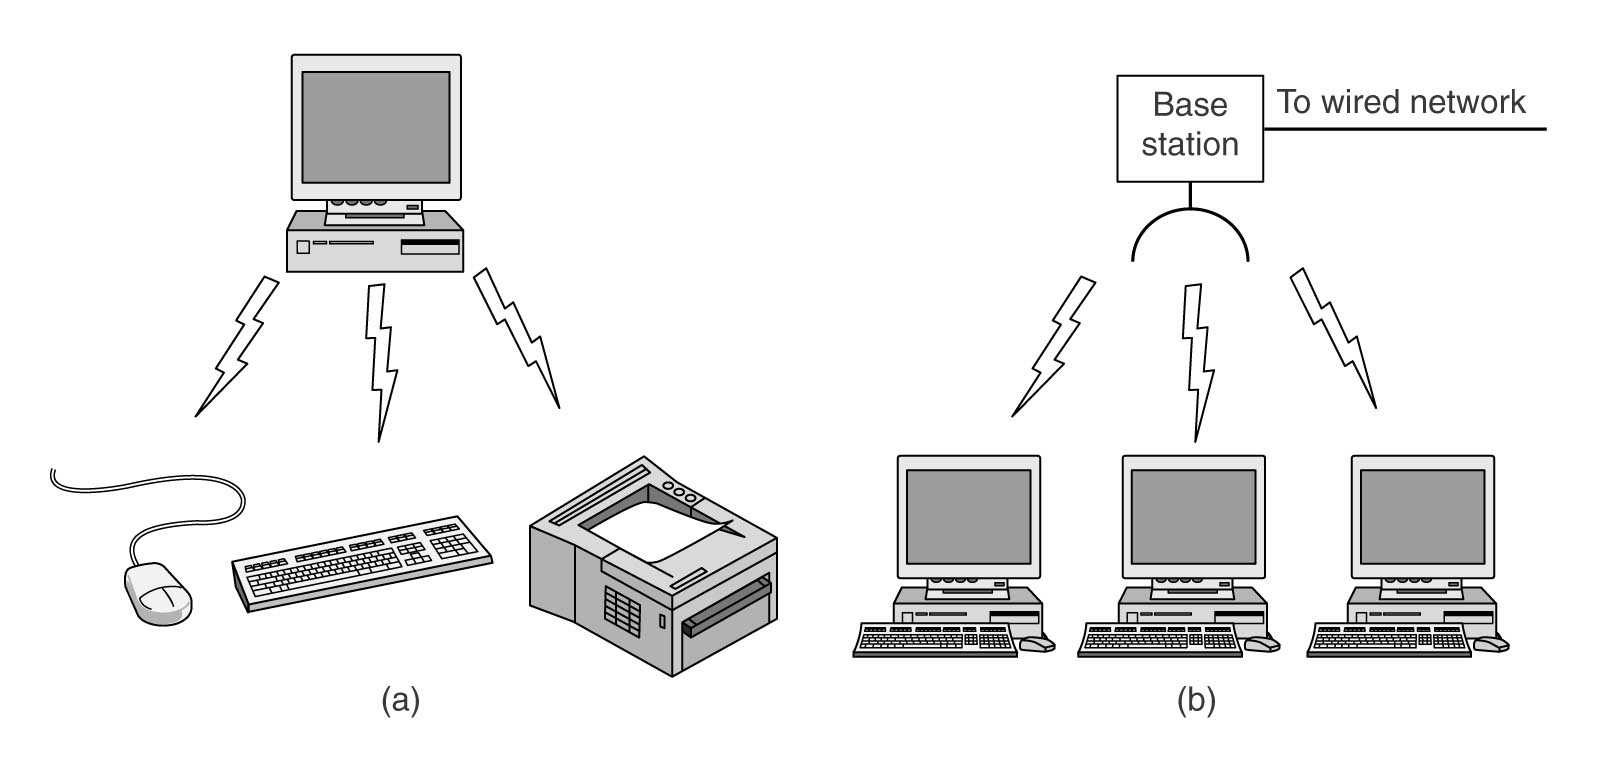 Base
station
To wired network
(a)
(b)